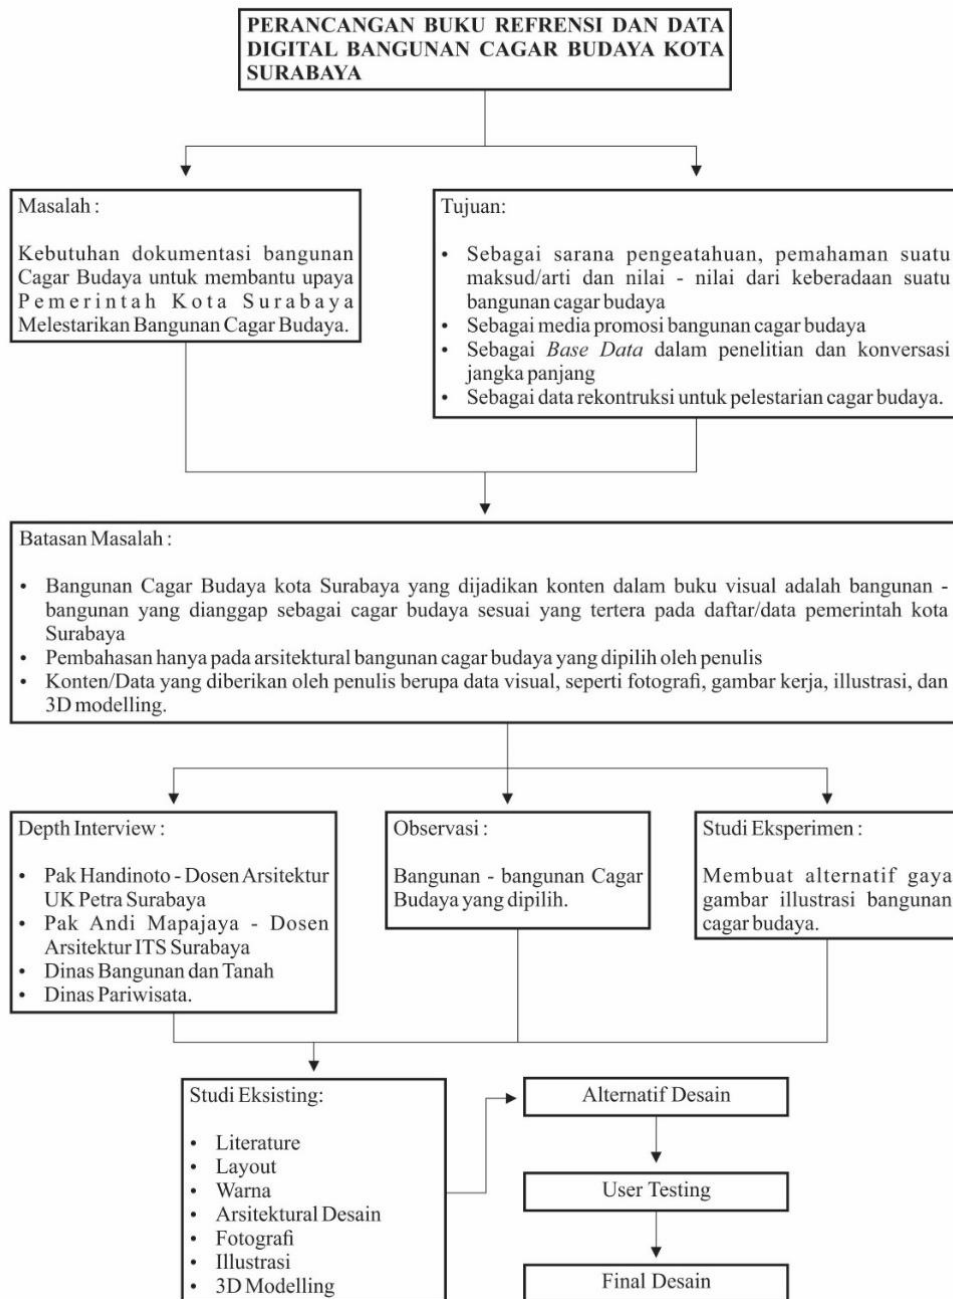 PERANCANGAN BUKU REFRENSI DAN DATA
DIGITAL BANGUNAN CAGAR BUDAYA KOTA
SURABAYA
Masalah :
Kebutuhan dokumentasi bangunan
Cagar Budaya untuk membantu upaya
Pemerintah Kota Surabaya
Melestarikan Bangunan Cagar Budaya.
Tujuan:
• Sebagai sarana pengeatahuan, pemahaman suatu
maksud/arti dan nilai - nilai dari keberadaan suatu
bangunan cagar budaya
• Sebagai media promosi bangunan cagar budaya
• Sebagai Base Data dalam penelitian dan konversasi
jangka panjang
• Sebagai data rekontruksi untuk pelestarian cagar budaya.
Batasan Masalah :
• Bangunan Cagar Budaya kota Surabaya yang dijadikan konten dalam buku visual adalah bangunan -
bangunan yang dianggap sebagai cagar budaya sesuai yang tertera pada daftar/data pemerintah kota
Surabaya
• Pembahasan hanya pada arsitektural bangunan cagar budaya yang dipilih oleh penulis
• Konten/Data yang diberikan oleh penulis berupa data visual, seperti fotografi, gambar kerja, illustrasi, dan
3D modelling.
Depth Interview :
• Pak Handinoto - Dosen Arsitektur
UK Petra Surabaya
• Pak Andi Mapajaya - Dosen
Arsitektur ITS Surabaya
• Dinas Bangunan dan Tanah
• Dinas Pariwisata.
Observasi :
Bangunan - bangunan Cagar
Budaya yang dipilih.
Studi Eksperimen :
Membuat alternatif gaya
gambar illustrasi bangunan
cagar budaya.
Studi Eksisting:
• Literature
• Layout
• Warna
• Arsitektural Desain
• Fotografi
• Illustrasi
• 3D Modelling
Alternatif Desain
User Testing
Final Desain